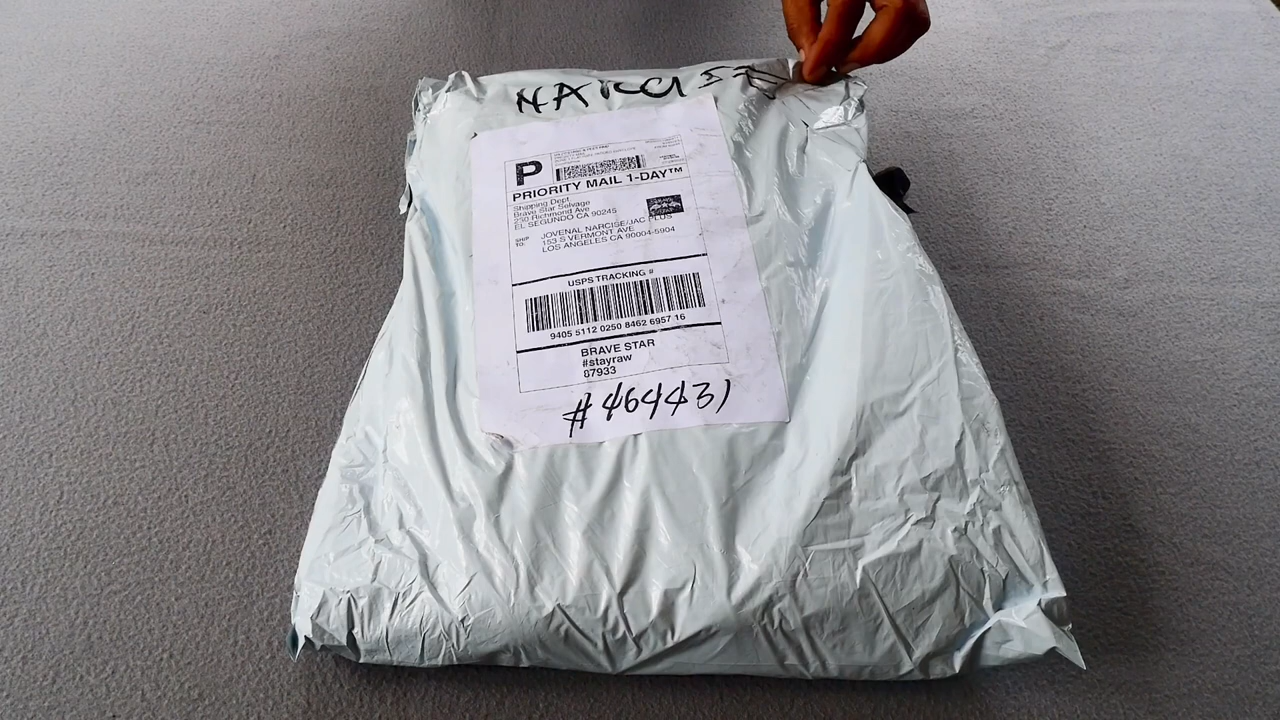 NARCISE
P
PRIORITY MAIL 1-DAY™
Shipping Dept.
Brave Star Selvage
230 Richmond Ave
EL SEGUNDO CA 90245
SHIP TO:
JOVENAL NARCISE/JAC PLUS
153 S VERMONT AVE
LOS ANGELES CA 90004-5904
USPS TRACKING #
9405 5112 0250 8462 6957 16
BRAVE STAR
#stayraw
87933
#464431